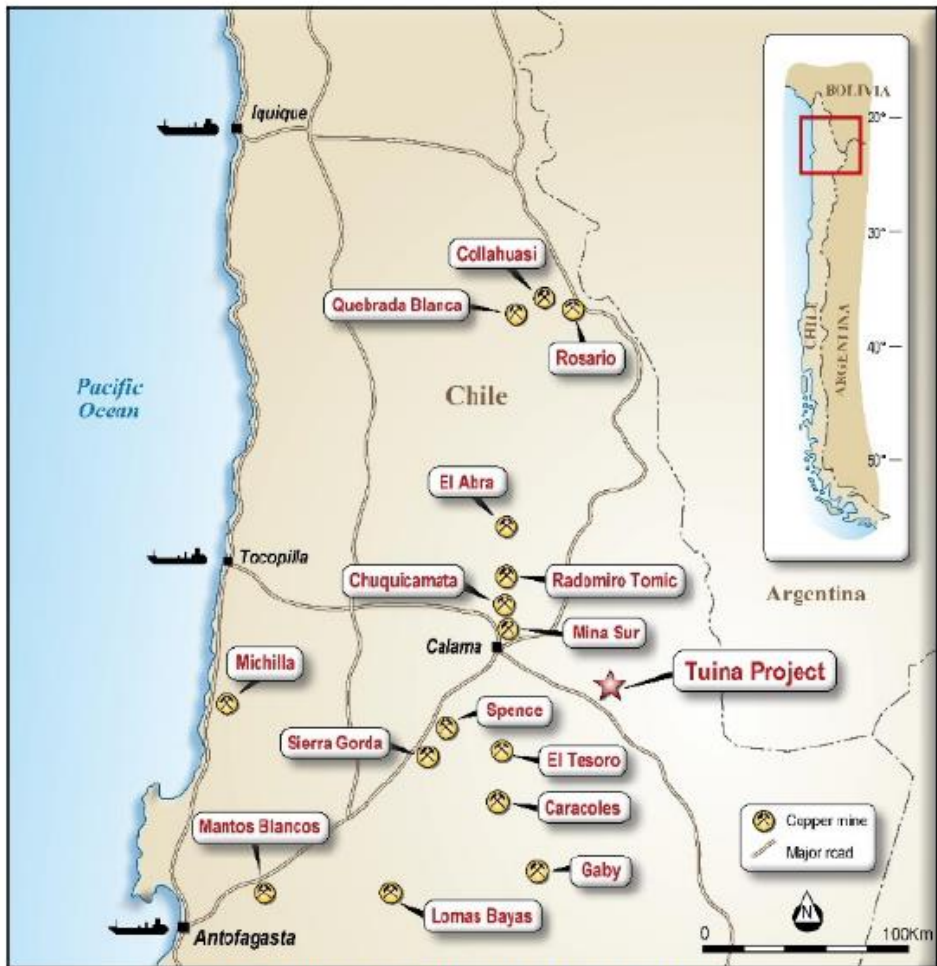 Iquique
BOLIVIA
20°
30°
CHILE
ARGENTINA
40°
50°
Collahuasi
Quebrada Blanca
Rosario
Pacific
Ocean
Chile
El Abra
Tocopilla
Chuquicamata
Radomiro Tomic
Argentina
Calama
Mina Sur
Michilla
Tuina Project
Spence
Sierra Gorda
El Tesoro
Caracoles
Mantos Blancos
Copper mine
Major road
Gaby
Lomas Bayas
N
Antofagasta
0
100Km